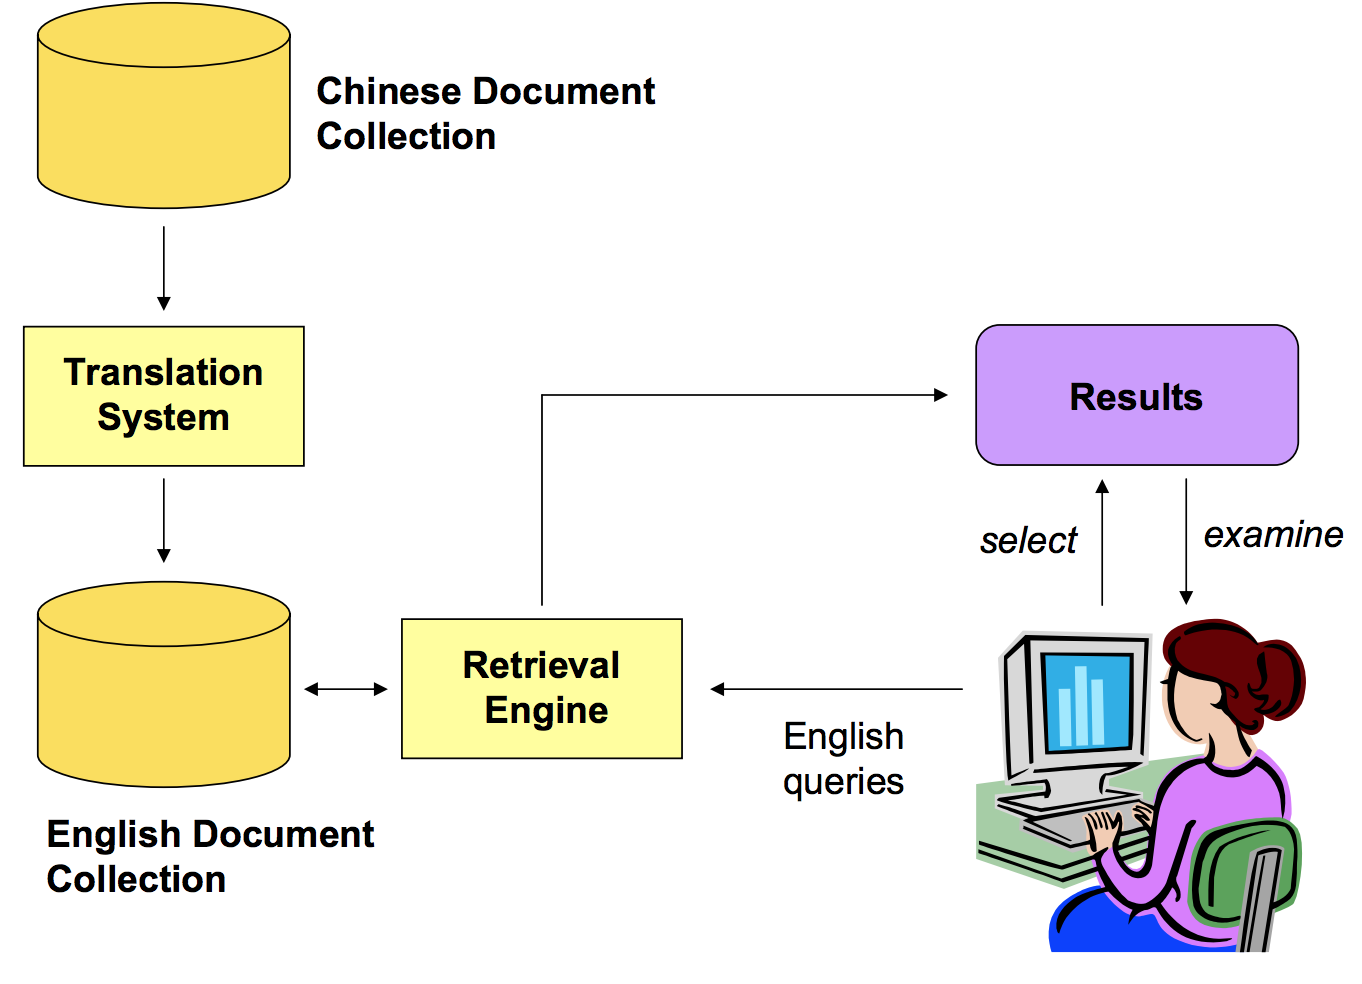 Chinese Document
Collection
Translation
System
Results
select
examine
Retrieval
Engine
English
queries
English Document
Collection